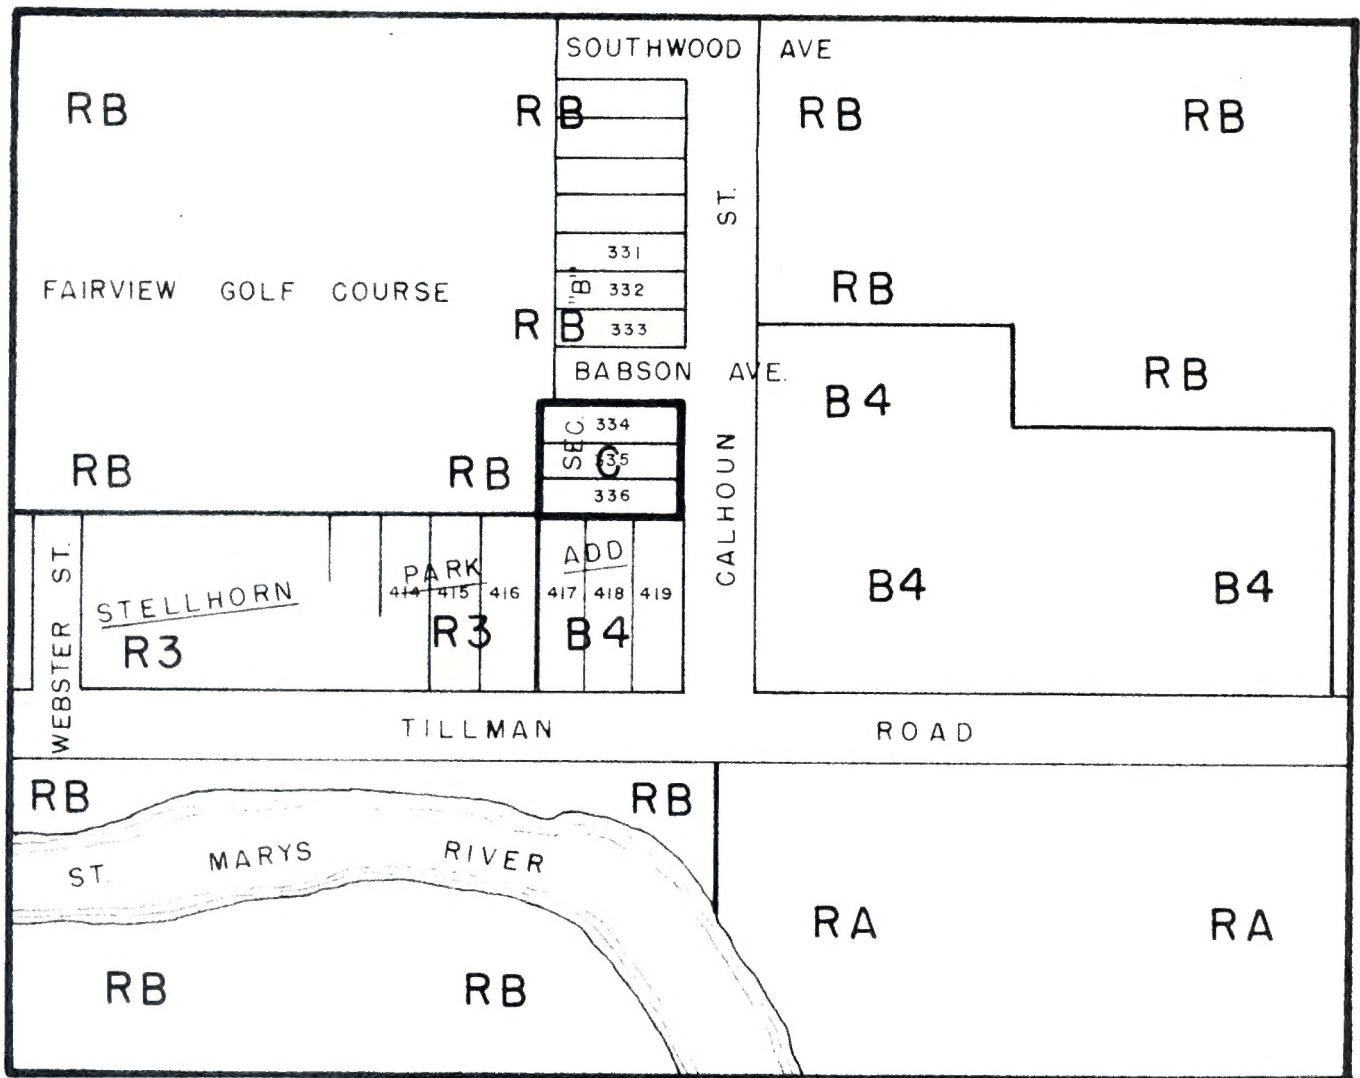 SOUTHWOOD AVE
RB RB RB RB
ST.
331
"B" 332
FAIRVIEW GOLF COURSE
RB
RB 333
BABSON AVE.
RB
B4
SEC. 334
C 335
336
RB RB
CALHOUN
WEBSTER ST.
STELLHORN PARK ADD
414 415 416 417 418 419
B4 B4
R3 R3 B4
TILLMAN ROAD
RB RB
ST. MARYS RIVER
RA RA
RB RB